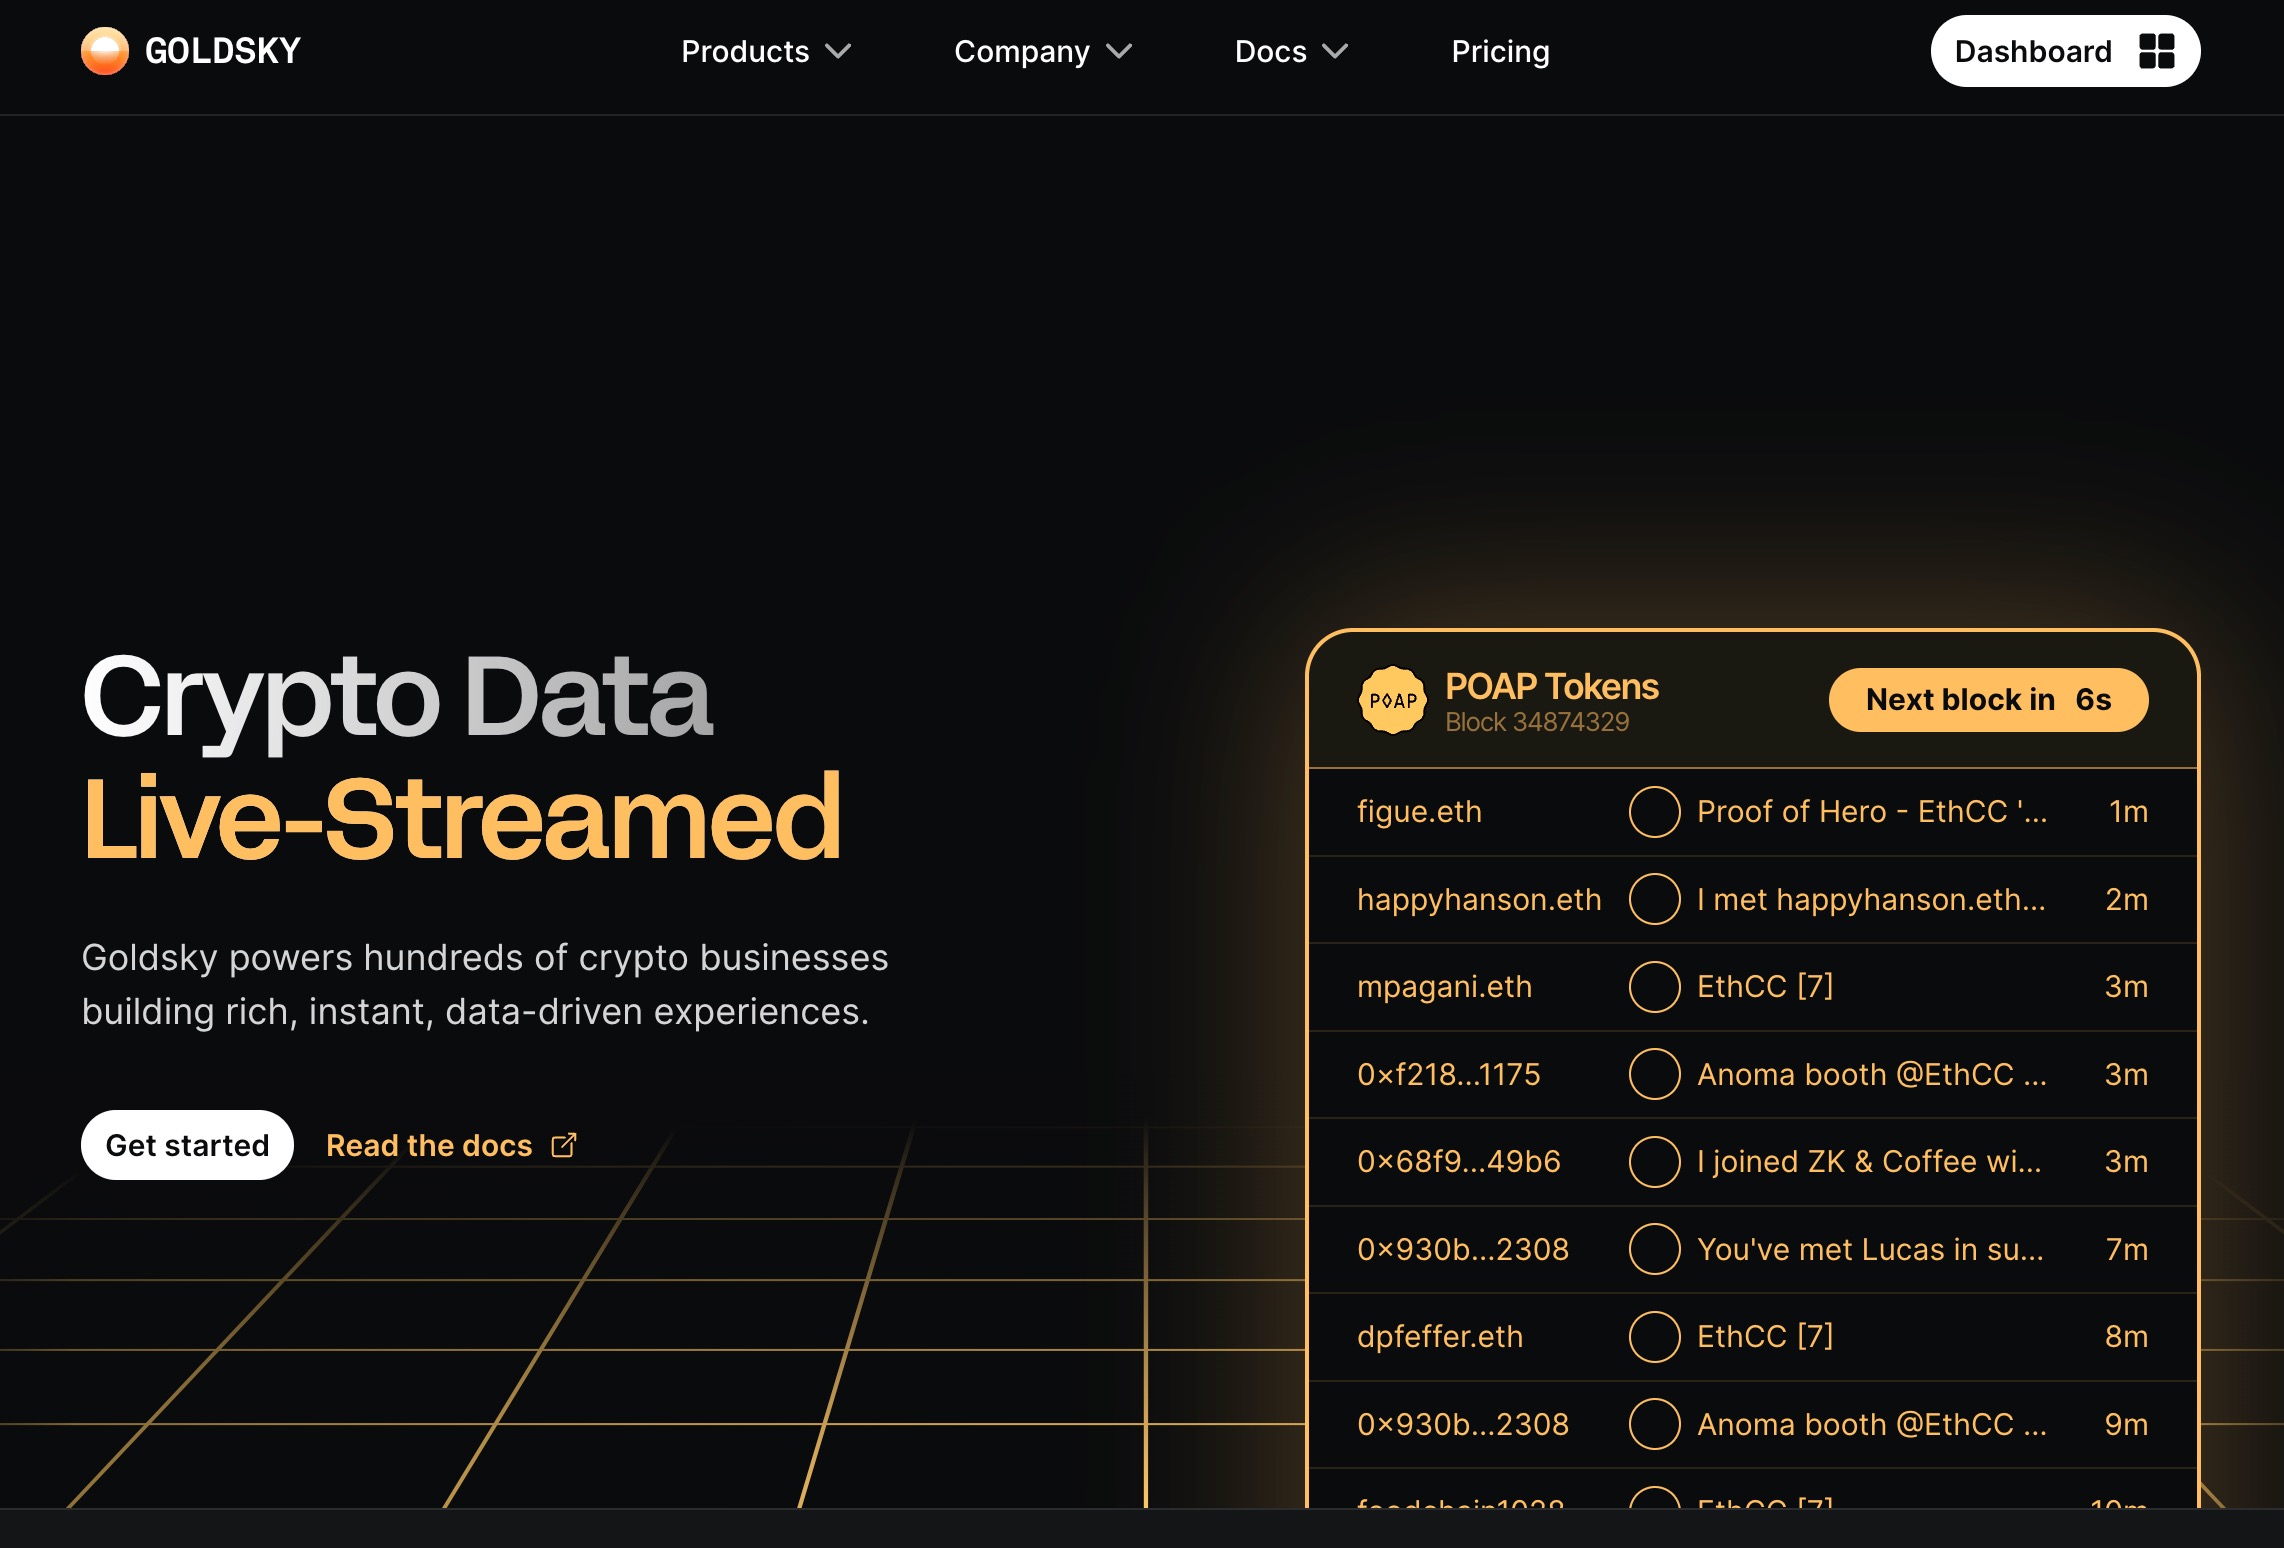 GOLDSKY
Products
Company
Docs
Pricing
Dashboard
Crypto Data
Live-Streamed
Goldsky powers hundreds of crypto businesses
building rich, instant, data-driven experiences.
Get started
Read the docs
POAP
POAP Tokens
Block 34874329
Next block in 6s
figue.eth Proof of Hero - EthCC '... 1m
happyhanson.eth I met happyhanson.eth... 2m
mpagani.eth EthCC [7] 3m
0×f218...1175 Anoma booth @EthCC ... 3m
0×68f9...49b6 I joined ZK & Coffee wi... 3m
0×930b...2308 You've met Lucas in su... 7m
dpfeffer.eth EthCC [7] 8m
0×930b...2308 Anoma booth @EthCC ... 9m
EthCC [7] 10m